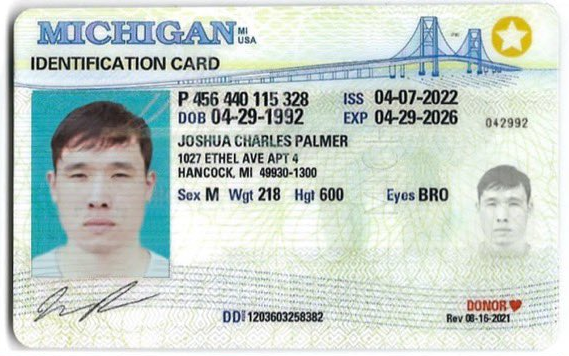 MICHIGAN MI
USA
IDENTIFICATION CARD
P 456 440 115 328 ISS 04-07-2022
DOB 04-29-1992 EXP 04-29-2026
042992
JOSHUA CHARLES PALMER
1027 ETHEL AVE APT 4
HANCOCK, MI 49930-1300
Sex M Wgt 218 Hgt 600 Eyes BRO
DONOR
DD 1203603258382
Rev 08-16-2021